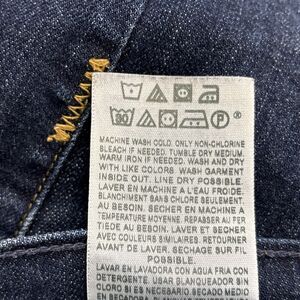 30
P ®
MACHINE WASH COLD. ONLY NON-CHLORINE
BLEACH IF NEEDED. TUMBLE DRY MEDIUM.
WARM IRON IF NEEDED. WASH AND DRY
WITH LIKE COLORS. WASH GARMENT
INSIDE OUT. LINE DRY POSSIBLE.
LAVER EN MACHINE A L'EAU FROIDE.
BLANCHIMENT SANS CHLORE SEULEMENT.
AU BESOIN. SECHER EN MACHINE A
TEMPERATURE MOYENNE. REPASSER AU FER
DOUX AU BESOIN. LAVER ET SECHER
AVEC COULEURS SIMILAIRES. RETOURNER
AVANT DE LAVER. SECHAGE SUR FIL
POSSIBLE.
LAVAR EN LAVADORA CON AGUA FRIA CON
DETERGENTE. USAR BLANQUEADOR SIN
CLORO SI ES NECESARIO SECADO MEDIO
EN SECADORA